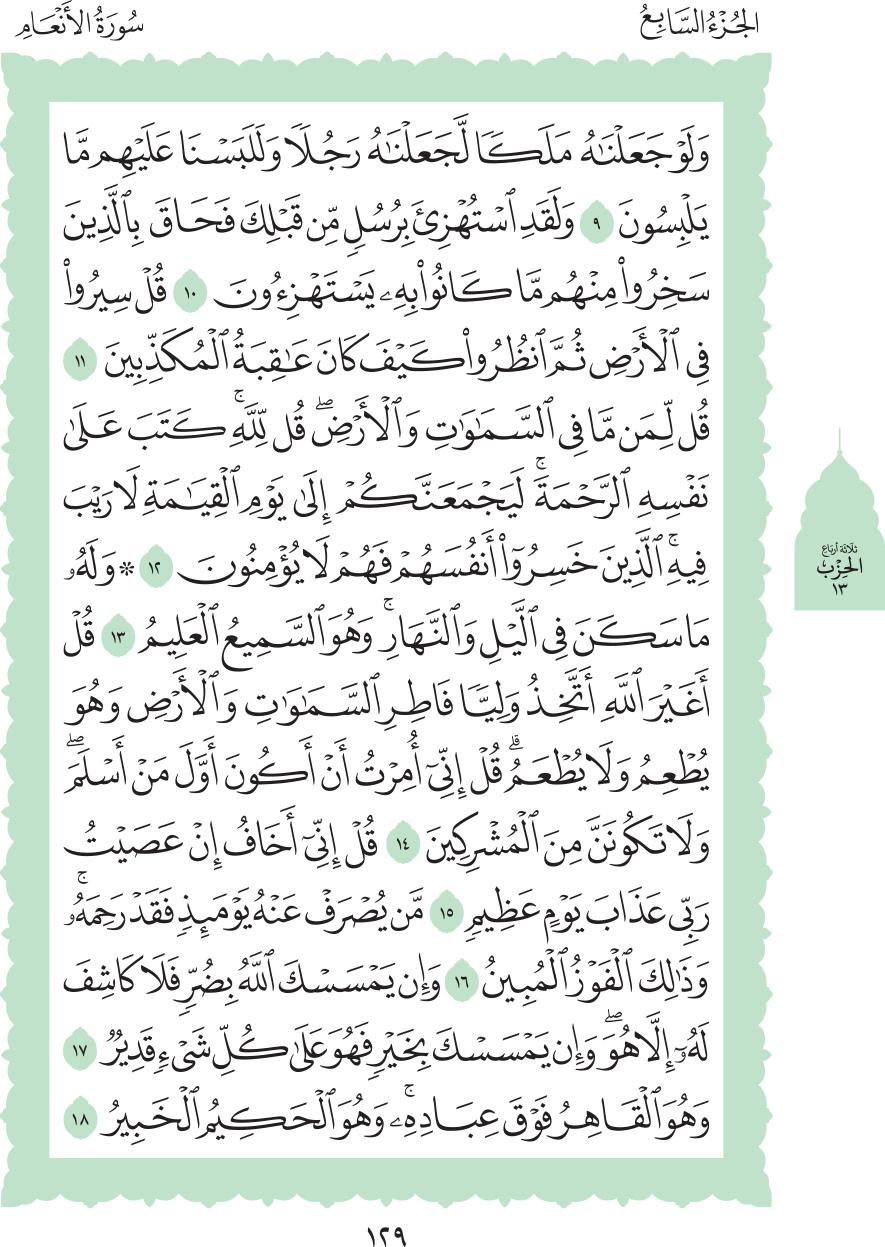 الجُزْءُ السَّابِعُ
سُورَةُ الأَنْعَامِ
وَلَوْ جَعَلْنَٰهُ مَلَكًا لَّجَعَلْنَٰهُ رَجُلًا وَلَلَبَسْنَا عَلَيْهِم مَّا
يَلْبِسُونَ ٩ وَلَقَدِ ٱسْتُهْزِئَ بِرُسُلٍ مِّن قَبْلِكَ فَحَاقَ بِٱلَّذِينَ
سَخِرُوا۟ مِنْهُم مَّا كَانُوا۟ بِهِۦ يَسْتَهْزِءُونَ ١٠ قُلْ سِيرُوا۟
فِى ٱلْأَرْضِ ثُمَّ ٱنظُرُوا۟ كَيْفَ كَانَ عَٰقِبَةُ ٱلْمُكَذِّبِينَ ١١
قُل لِّمَن مَّا فِى ٱلسَّمَٰوَٰتِ وَٱلْأَرْضِۖ قُل لِّلَّهِۚ كَتَبَ عَلَىٰ
نَفْسِهِ ٱلرَّحْمَةَۚ لَيَجْمَعَنَّكُمْ إِلَىٰ يَوْمِ ٱلْقِيَٰمَةِ لَا رَيْبَ
فِيهِۚ ٱلَّذِينَ خَسِرُوٓا۟ أَنفُسَهُمْ فَهُمْ لَا يُؤْمِنُونَ ١٢ * وَلَهُۥ
مَا سَكَنَ فِى ٱلَّيْلِ وَٱلنَّهَارِۚ وَهُوَ ٱلسَّمِيعُ ٱلْعَلِيمُ ١٣ قُلْ
أَغَيْرَ ٱللَّهِ أَتَّخِذُ وَلِيًّا فَاطِرِ ٱلسَّمَٰوَٰتِ وَٱلْأَرْضِ وَهُوَ
يُطْعِمُ وَلَا يُطْعَمُۗ قُلْ إِنِّىٓ أُمِرْتُ أَنْ أَكُونَ أَوَّلَ مَنْ أَسْلَمَۖ
وَلَا تَكُونَنَّ مِنَ ٱلْمُشْرِكِينَ ١٤ قُلْ إِنِّىٓ أَخَافُ إِنْ عَصَيْتُ
رَبِّى عَذَابَ يَوْمٍ عَظِيمٍ ١٥ مَّن يُصْرَفْ عَنْهُ يَوْمَئِذٍ فَقَدْ رَحِمَهُۥۚ
وَذَٰلِكَ ٱلْفَوْزُ ٱلْمُبِينُ ١٦ وَإِن يَمْسَسْكَ ٱللَّهُ بِضُرٍّ فَلَا كَاشِفَ
لَهُۥٓ إِلَّا هُوَۖ وَإِن يَمْسَسْكَ بِخَيْرٍ فَهُوَ عَلَىٰ كُلِّ شَىْءٍ قَدِيرٌ ١٧
وَهُوَ ٱلْقَاهِرُ فَوْقَ عِبَادِهِۦۚ وَهُوَ ٱلْحَكِيمُ ٱلْخَبِيرُ ١٨
ثلاثة أرباع
الحِزْبُ
١٣
١٢٩